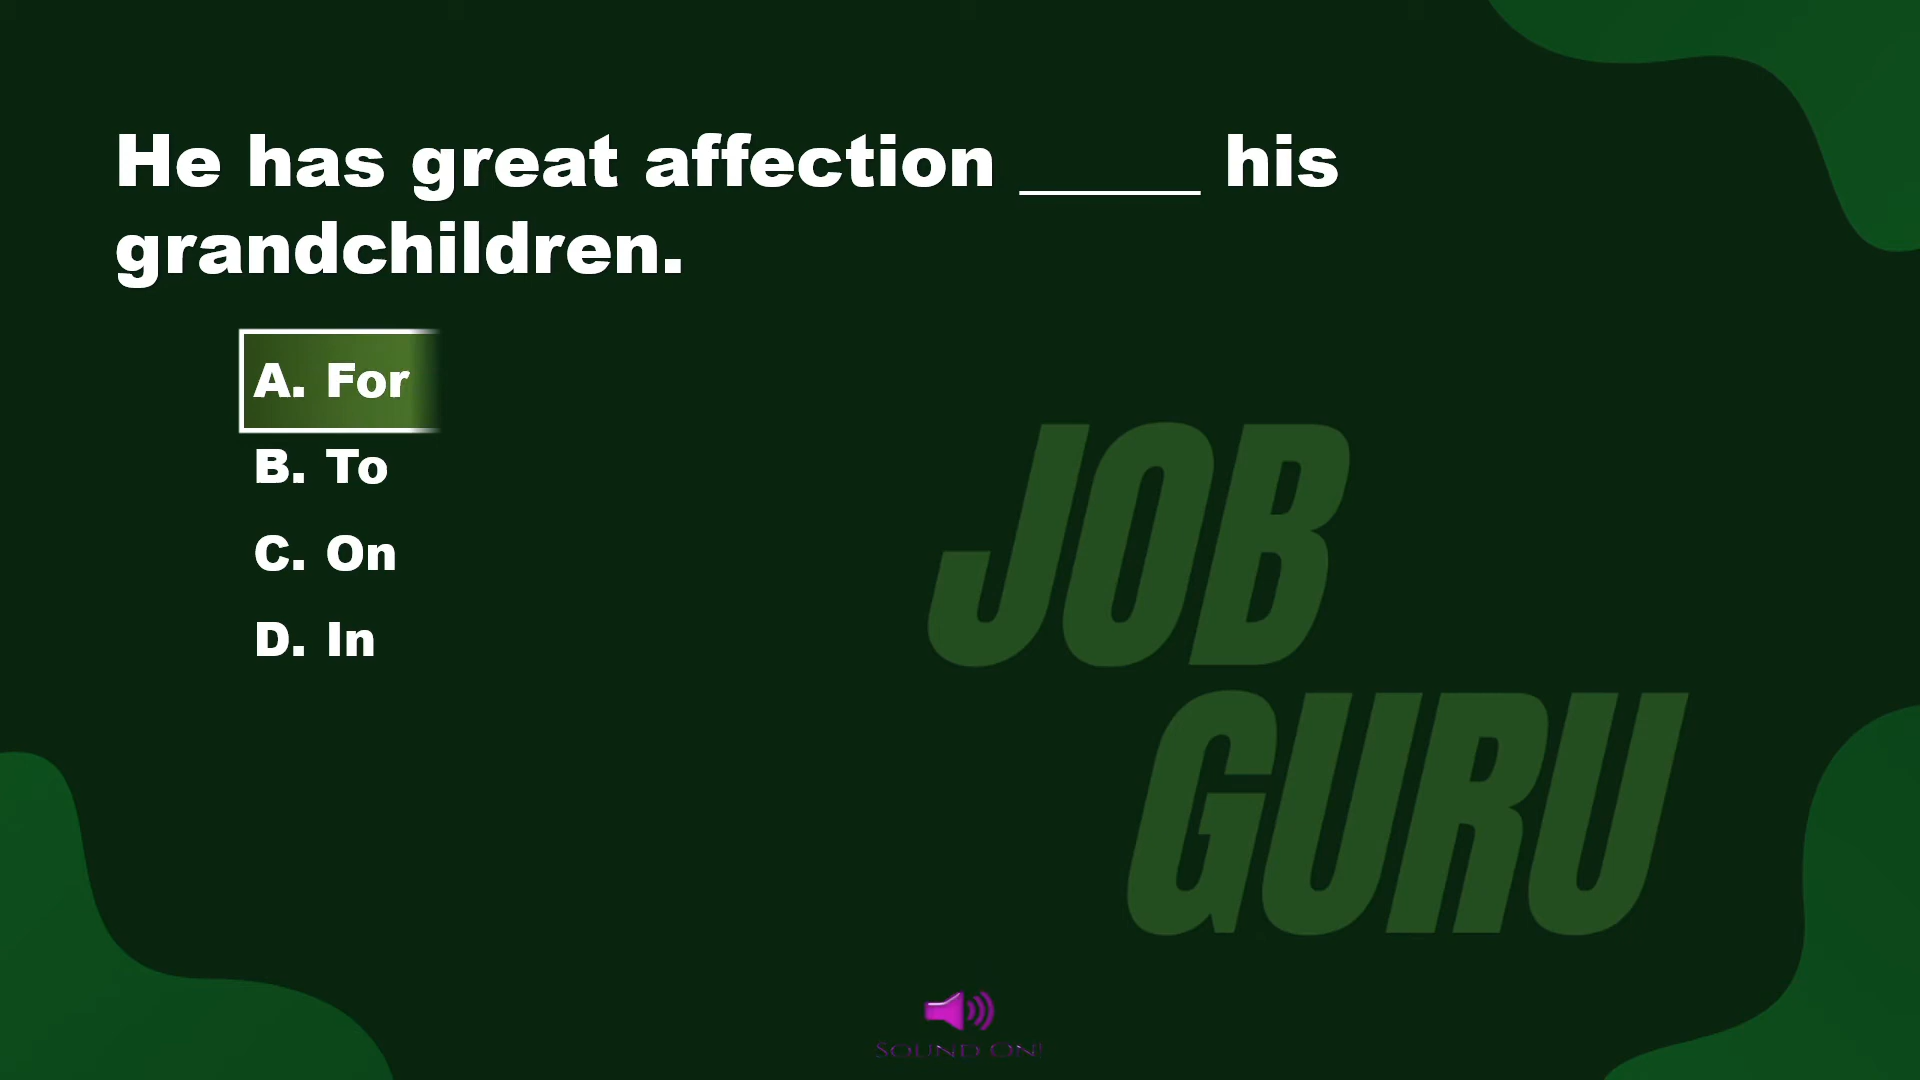 He has great affection _____ his
grandchildren.
A. For
B. To
C. On
D. In
JOB
GURU
SOUND ON!